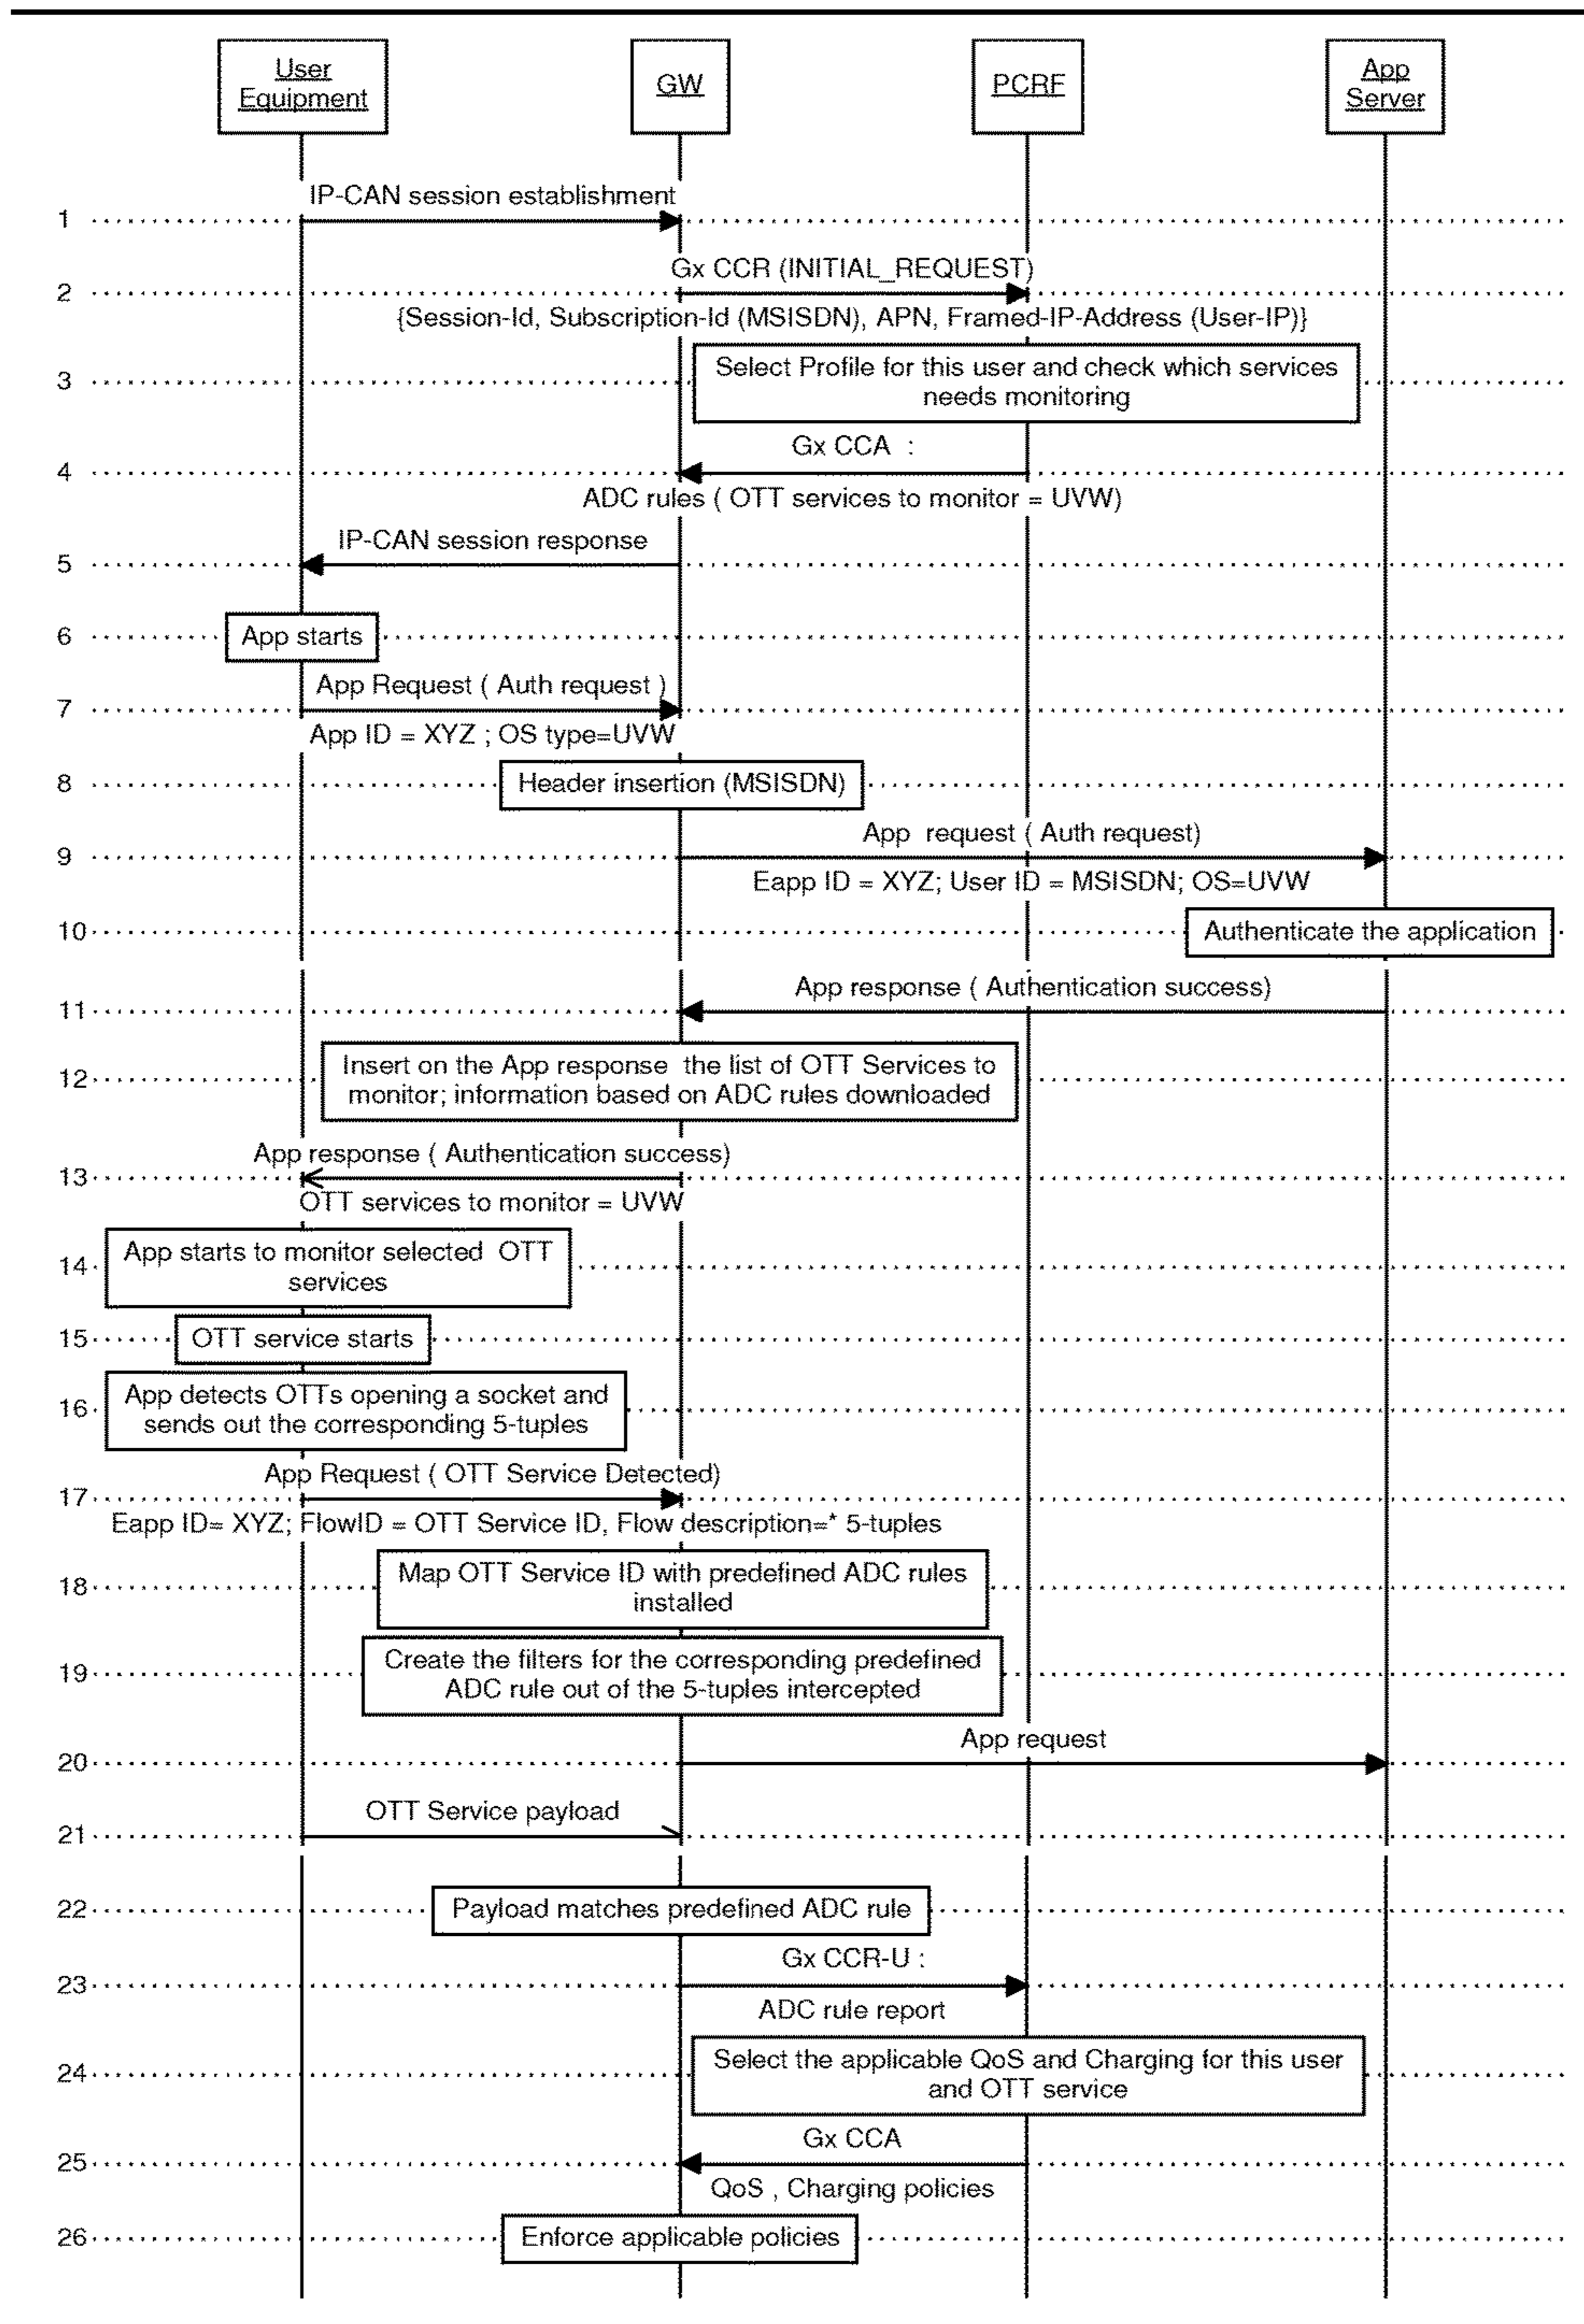 User
Equipment
GW
PCRF
App
Server
IP-CAN session establishment
1
Gx CCR (INITIAL_REQUEST)
2
{Session-Id, Subscription-Id (MSISDN), APN, Framed-IP-Address (User-IP)}
Select Profile for this user and check which services
3
needs monitoring
Gx CCA :
4
ADC rules ( OTT services to monitor = UVW)
IP-CAN session response
5
6
App starts
App Request ( Auth request )
7
App ID = XYZ ; OS type=UVW
8
Header insertion (MSISDN)
App request ( Auth request)
9
Eapp ID = XYZ; User ID = MSISDN; OS=UVW
10
Authenticate the application
App response ( Authentication success)
11
Insert on the App response the list of OTT Services to
12
monitor; information based on ADC rules downloaded
App response ( Authentication success)
13
OTT services to monitor = UVW
App starts to monitor selected OTT
14
services
15
OTT service starts
App detects OTTs opening a socket and
16
sends out the corresponding 5-tuples
App Request ( OTT Service Detected)
17
Eapp ID= XYZ; FlowID = OTT Service ID, Flow description=* 5-tuples
Map OTT Service ID with predefined ADC rules
18
installed
Create the filters for the corresponding predefined
19
ADC rule out of the 5-tuples intercepted
App request
20
OTT Service payload
21
22
Payload matches predefined ADC rule
Gx CCR-U :
23
ADC rule report
Select the applicable QoS and Charging for this user
24
and OTT service
Gx CCA
25
QoS , Charging policies
26
Enforce applicable policies